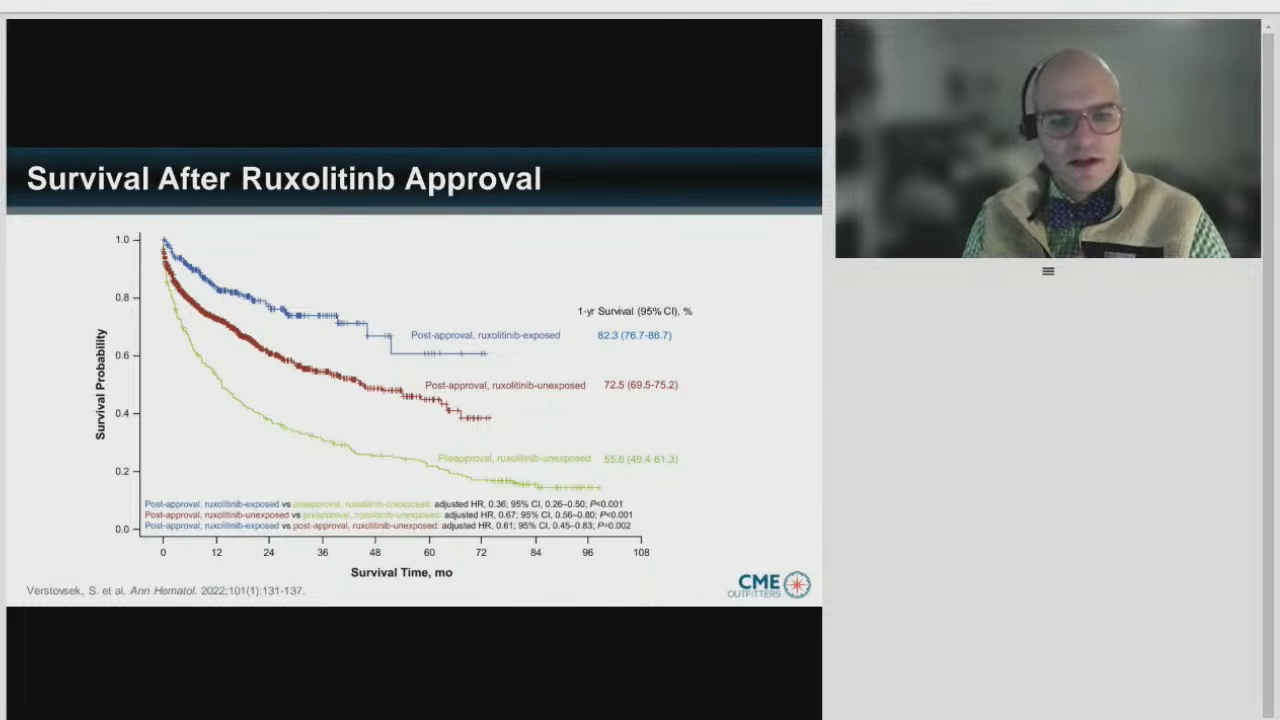 Survival After Ruxolitinb Approval
1.0
0.8
0.6
0.4
0.2
0.0
Survival Probability
1-yr Survival (95% CI), %
Post-approval, ruxolitinib-exposed 82.3 (76.7-86.7)
Post-approval, ruxolitinib-unexposed 72.5 (69.5-75.2)
Preapproval, ruxolitinib-unexposed 55.6 (49.4-61.3)
Post-approval, ruxolitinib-exposed vs preapproval, ruxolitinib-unexposed: adjusted HR, 0.36; 95% CI, 0.26–0.50; P<0.001
Post-approval, ruxolitinib-unexposed vs preapproval, ruxolitinib-unexposed: adjusted HR, 0.67; 95% CI, 0.56–0.80; P<0.001
Post-approval, ruxolitinib-exposed vs post-approval, ruxolitinib-unexposed: adjusted HR, 0.61; 95% CI, 0.45–0.83; P=0.002
0 12 24 36 48 60 72 84 96 108
Survival Time, mo
Verstovsek, S. et al. Ann Hematol. 2022;101(1):131-137.
CME
OUTFITTERS